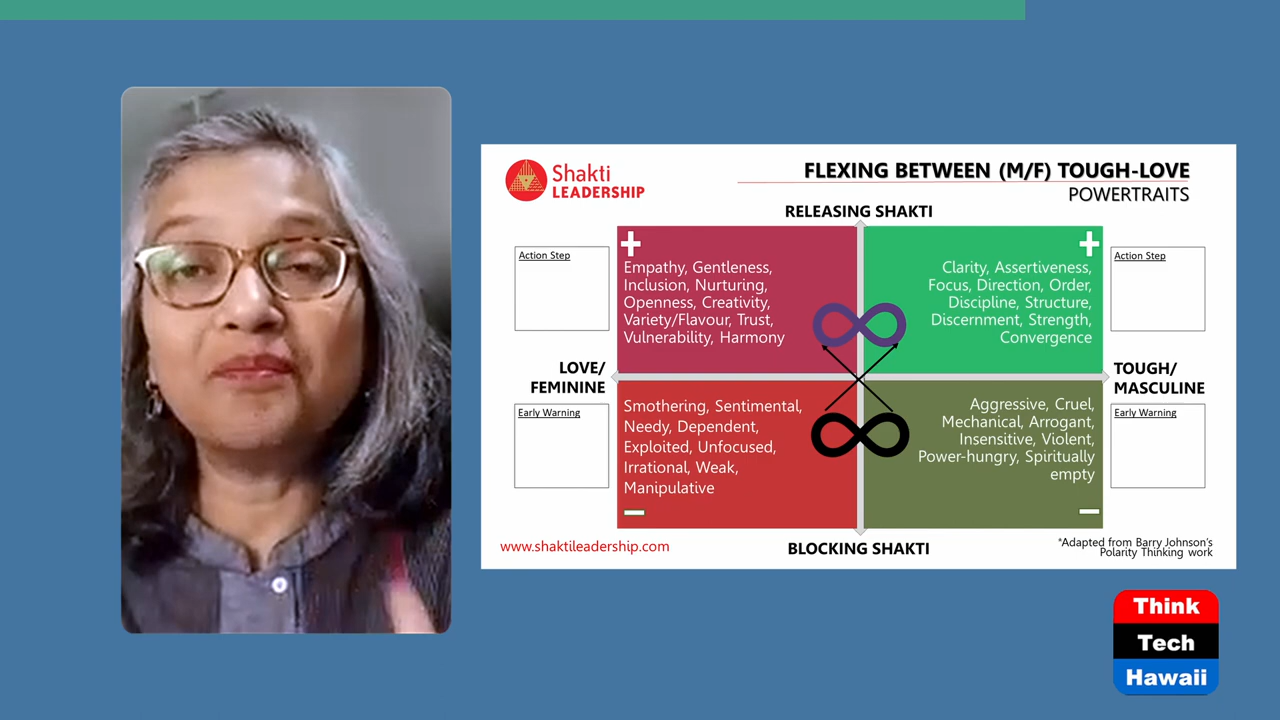 Shakti
LEADERSHIP
FLEXING BETWEEN (M/F) TOUGH-LOVE
POWERTRAITS
RELEASING SHAKTI
Action Step
Empathy, Gentleness,
Inclusion, Nurturing,
Openness, Creativity,
Variety/Flavour, Trust,
Vulnerability, Harmony
Clarity, Assertiveness,
Focus, Direction, Order,
Discipline, Structure,
Discernment, Strength,
Convergence
Action Step
LOVE/
FEMININE
TOUGH/
MASCULINE
Early Warning
Smothering, Sentimental,
Needy, Dependent,
Exploited, Unfocused,
Irrational, Weak,
Manipulative
Aggressive, Cruel,
Mechanical, Arrogant,
Insensitive, Violent,
Power-hungry, Spiritually
empty
Early Warning
www.shaktileadership.com
BLOCKING SHAKTI
*Adapted from Barry Johnson's
Polarity Thinking work
Think
Tech
Hawaii